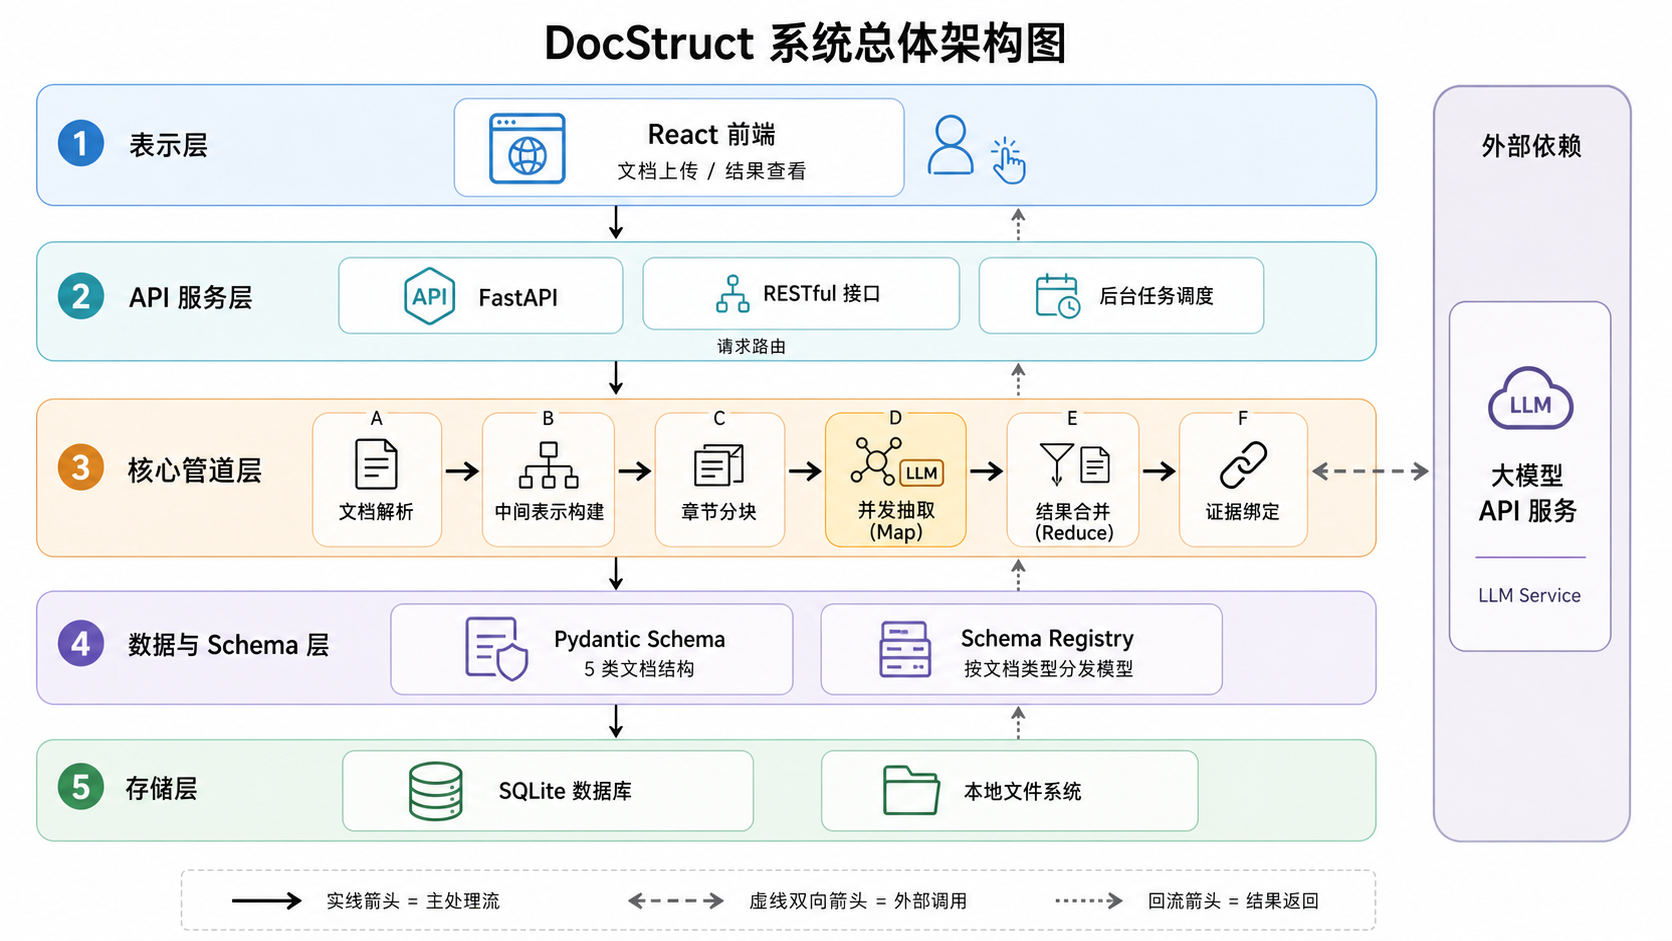 DocStruct 系统总体架构图
1
表示层
React 前端
文档上传 / 结果查看
2
API 服务层
API
FastAPI
RESTful 接口
后台任务调度
请求路由
3
核心管道层
A
文档解析
B
中间表示构建
C
章节分块
D
LLM
并发抽取
(Map)
E
结果合并
(Reduce)
F
证据绑定
4
数据与 Schema 层
Pydantic Schema
5 类文档结构
Schema Registry
按文档类型分发模型
5
存储层
SQLite 数据库
本地文件系统
外部依赖
LLM
大模型
API 服务
LLM Service
实线箭头 = 主处理流
虚线双向箭头 = 外部调用
回流箭头 = 结果返回